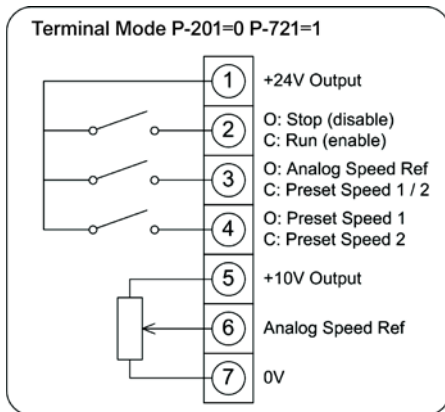 Terminal Mode P-201=0 P-721=1
1 +24V Output
2 O: Stop (disable)
C: Run (enable)
3 O: Analog Speed Ref
C: Preset Speed 1 / 2
4 O: Preset Speed 1
C: Preset Speed 2
5 +10V Output
6 Analog Speed Ref
7 0V